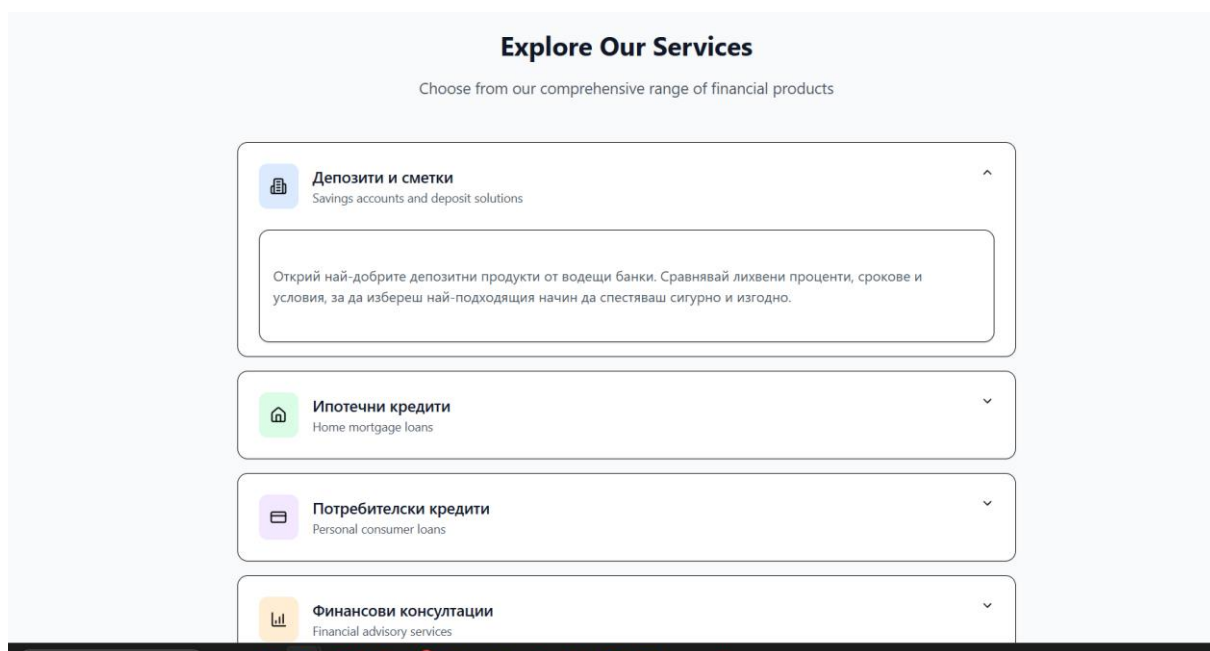 Explore Our Services
Choose from our comprehensive range of financial products
Депозити и сметки
Savings accounts and deposit solutions
Открий най-добрите депозитни продукти от водещи банки. Сравнявай лихвени проценти, срокове и
условия, за да избереш най-подходящия начин да спестяваш сигурно и изгодно.
Ипотечни кредити
Home mortgage loans
Потребителски кредити
Personal consumer loans
Финансови консултации
Financial advisory services